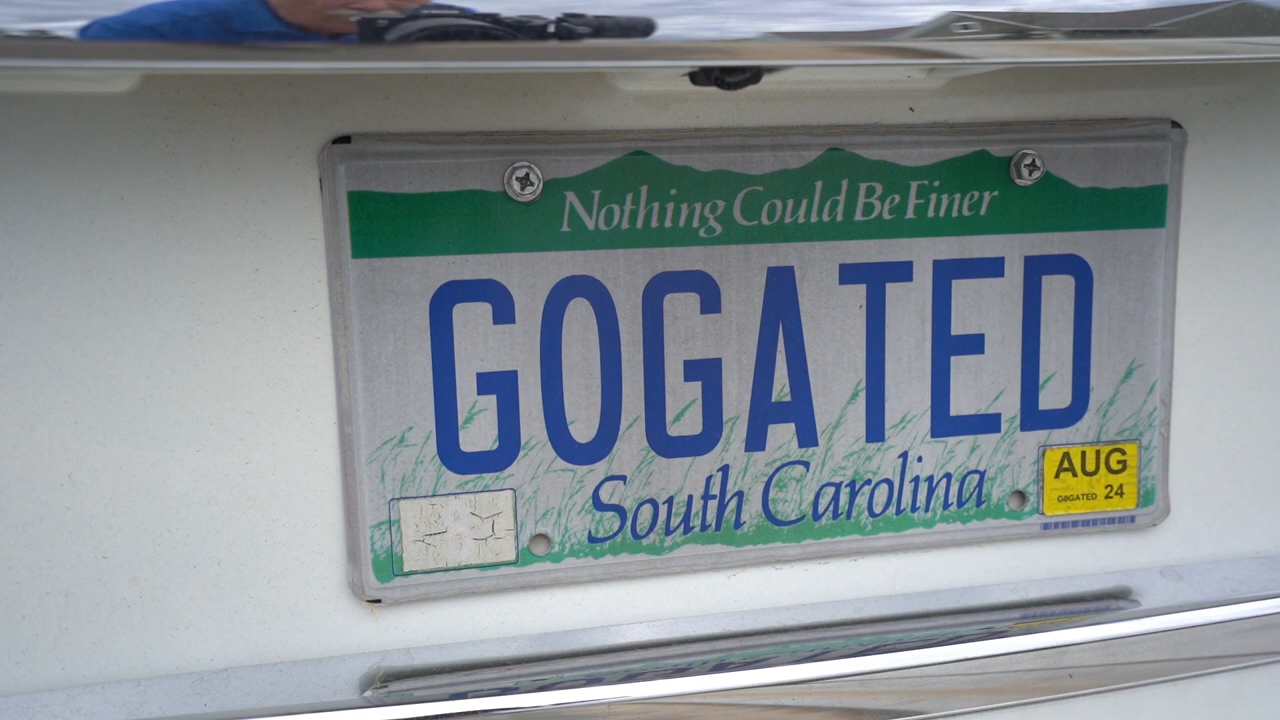 Nothing Could Be Finer
GOGATED
South Carolina
AUG
GOGATED 24